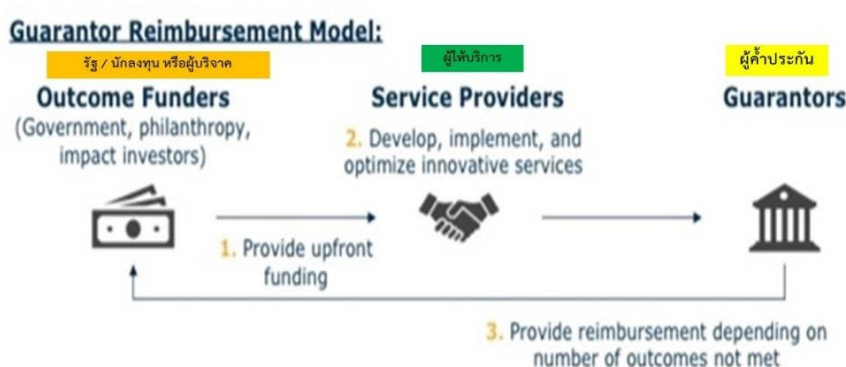 Guarantor Reimbursement Model:
รัฐ / นักลงทุน หรือผู้บริจาค
ผู้ให้บริการ
ผู้ค้ำประกัน
Outcome Funders
(Government, philanthropy,
impact investors)
Service Providers
2. Develop, implement, and
optimize innovative services
Guarantors
1. Provide upfront
funding
3. Provide reimbursement depending on
number of outcomes not met